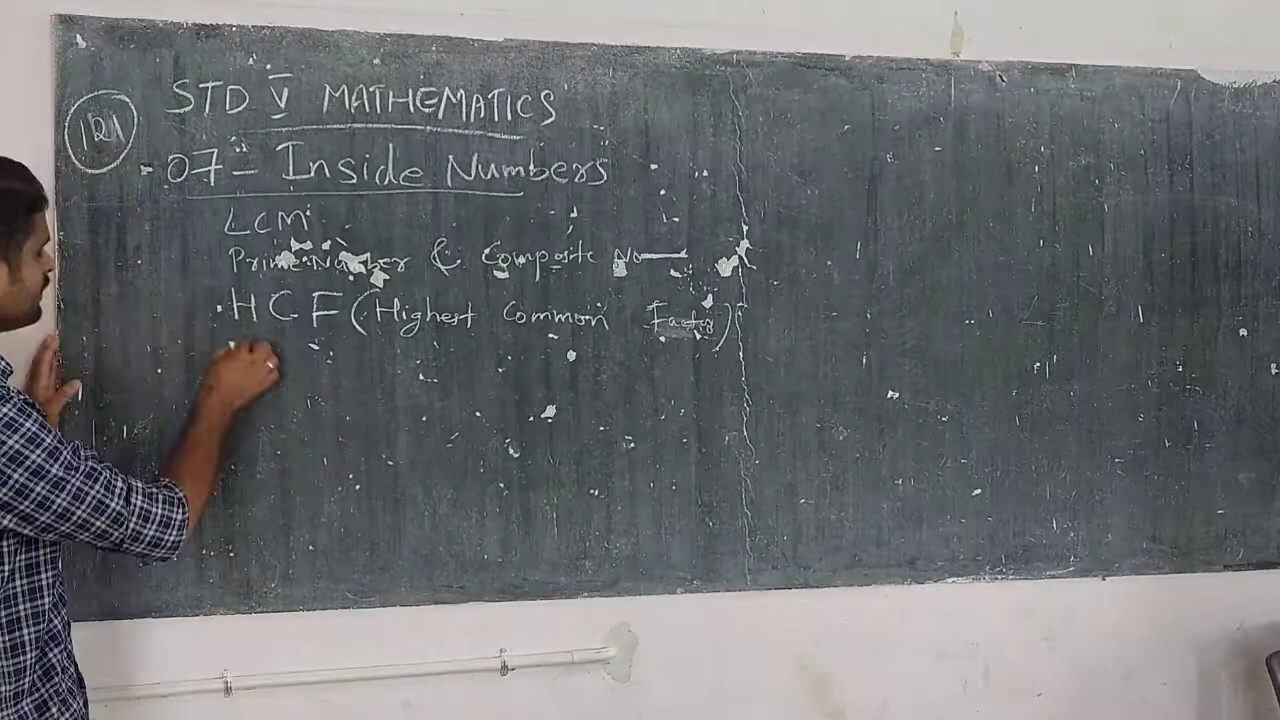 STD V MATHEMATICS
121
07 - Inside Numbers
LCM
Prime Number & Composite No
HCF (Highest Common Factor)